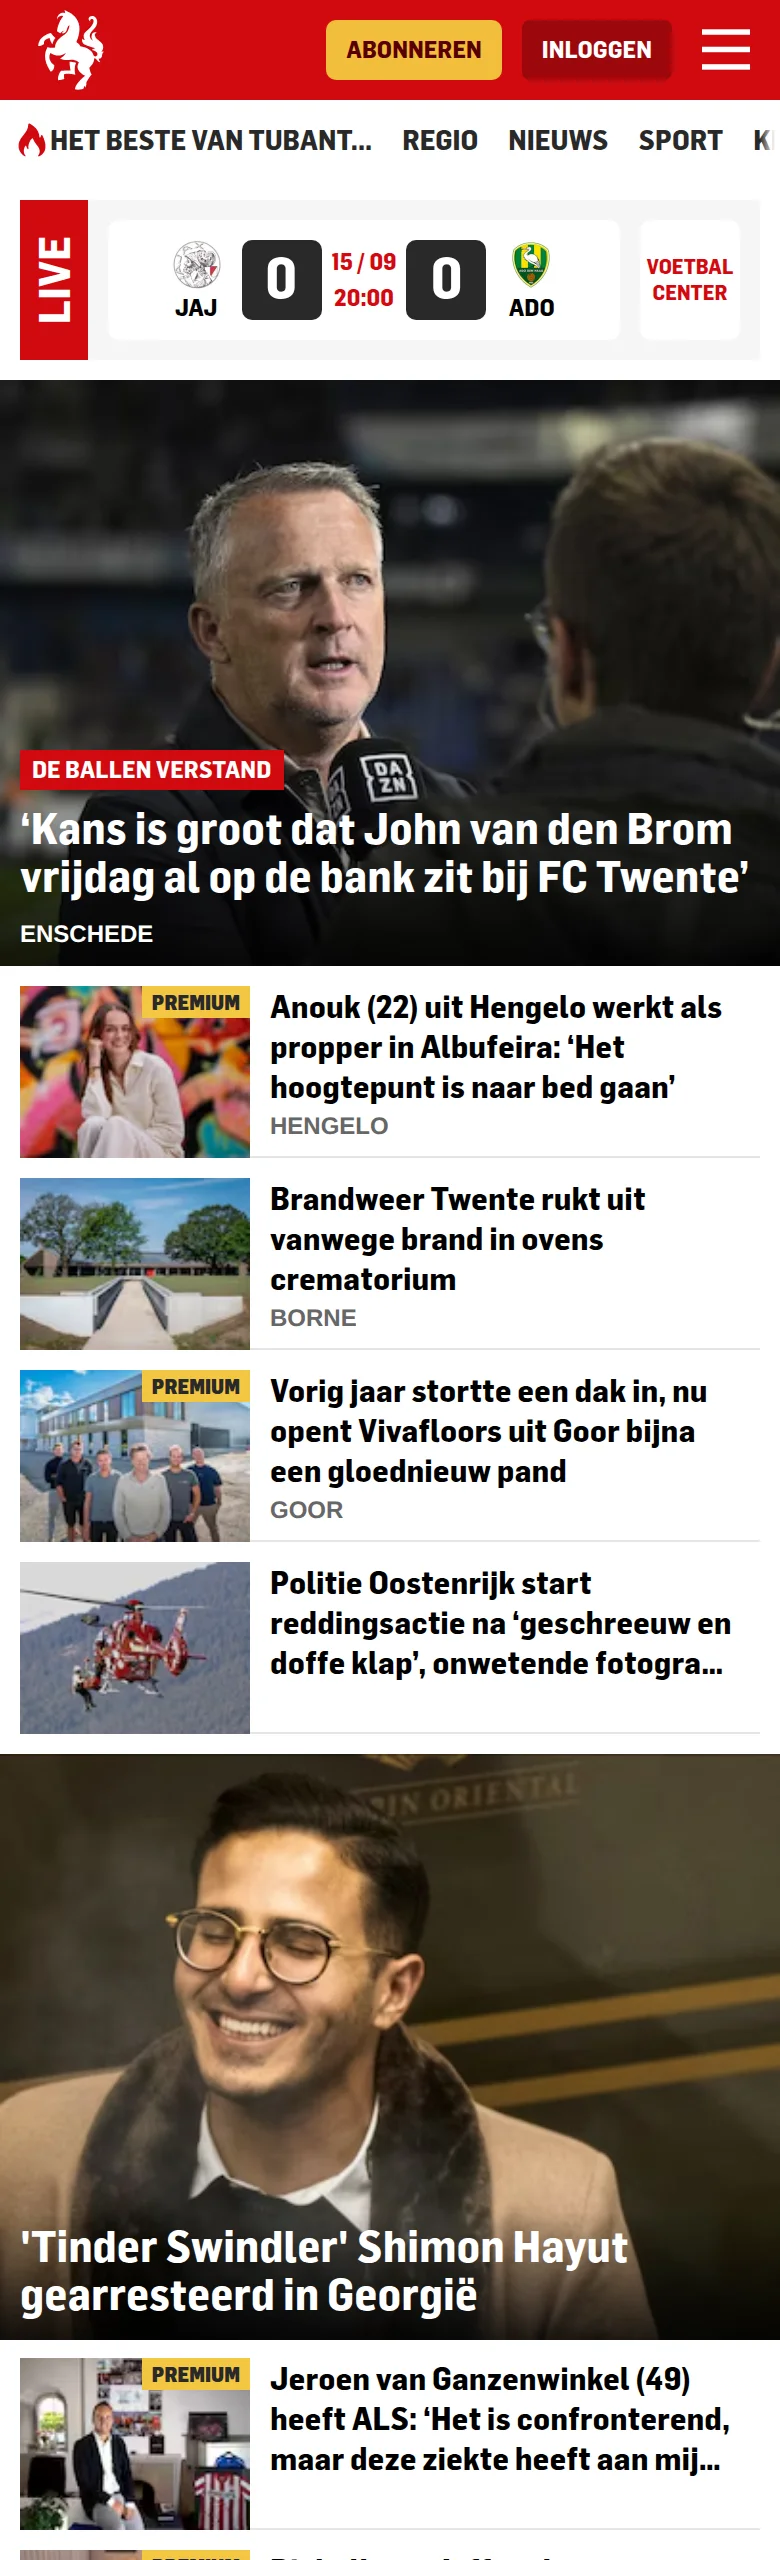 ABONNEREN
INLOGGEN
HET BESTE VAN TUBANT...
REGIO
NIEUWS
SPORT
LIVE
JAJ
0
15 / 09
20:00
0
ADO
VOETBAL
CENTER
DA
ZN
DE BALLEN VERSTAND
‘Kans is groot dat John van den Brom
vrijdag al op de bank zit bij FC Twente’
ENSCHEDE
PREMIUM
Anouk (22) uit Hengelo werkt als
propper in Albufeira: ‘Het
hoogtepunt is naar bed gaan’
HENGELO
Brandweer Twente rukt uit
vanwege brand in ovens
crematorium
BORNE
PREMIUM
Vorig jaar stortte een dak in, nu
opent Vivafloors uit Goor bijna
een gloednieuw pand
GOOR
Politie Oostenrijk start
reddingsactie na ‘geschreeuw en
doffe klap’, onwetende fotogra...
ORIENTAL
'Tinder Swindler' Shimon Hayut
gearresteerd in Georgië
PREMIUM
Jeroen van Ganzenwinkel (49)
heeft ALS: ‘Het is confronterend,
maar deze ziekte heeft aan mij...